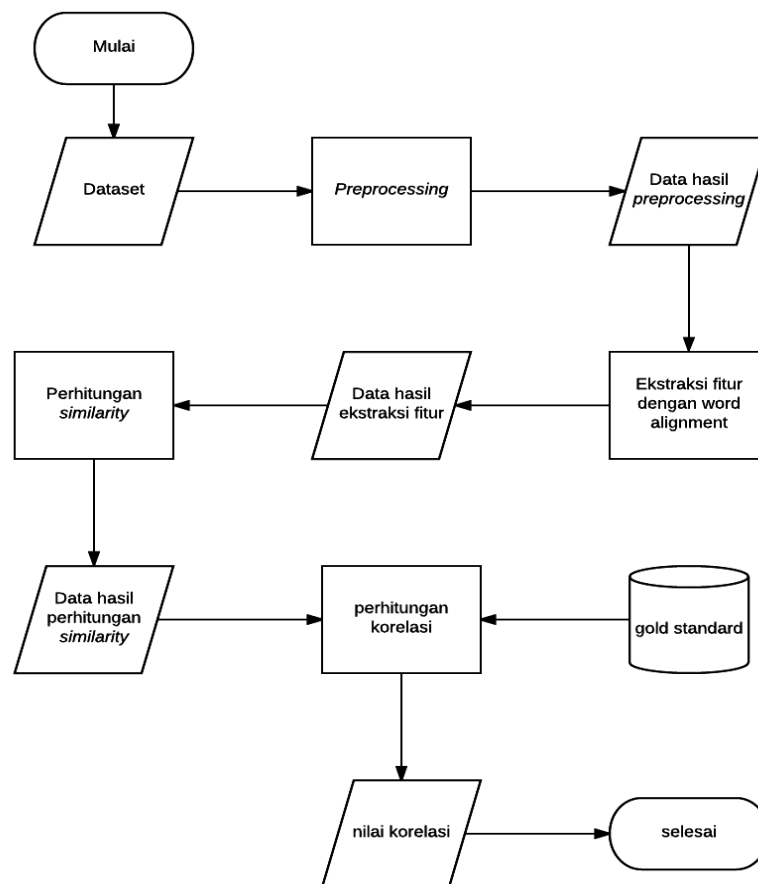 Mulai
Dataset
Preprocessing
Data hasil
preprocessing
Ekstraksi fitur
dengan word
alignment
Data hasil
ekstraksi fitur
Perhitungan
similarity
Data hasil
perhitungan
similarity
perhitungan
korelasi
gold standard
nilai korelasi
selesai